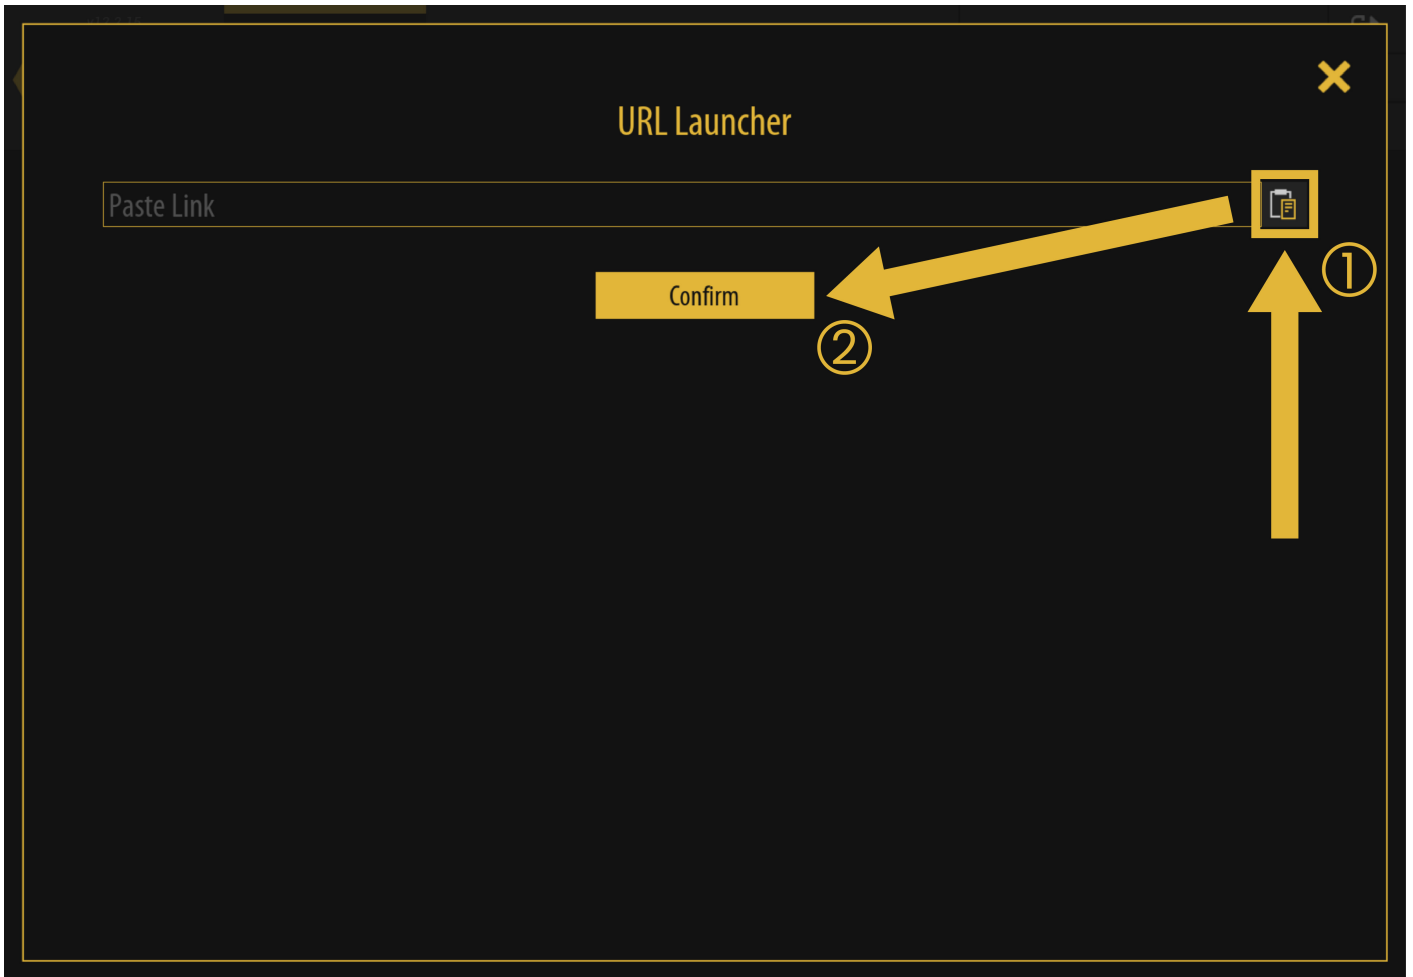 URL Launcher
Paste Link
①
Confirm
②